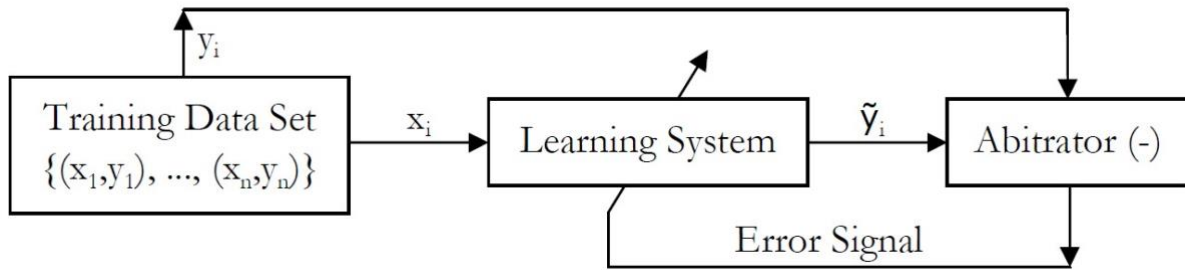 yᵢ
Training Data Set
{(x₁,y₁), ..., (xₙ,yₙ)}
xᵢ
Learning System
ỹᵢ
Abitrator (-)
Error Signal